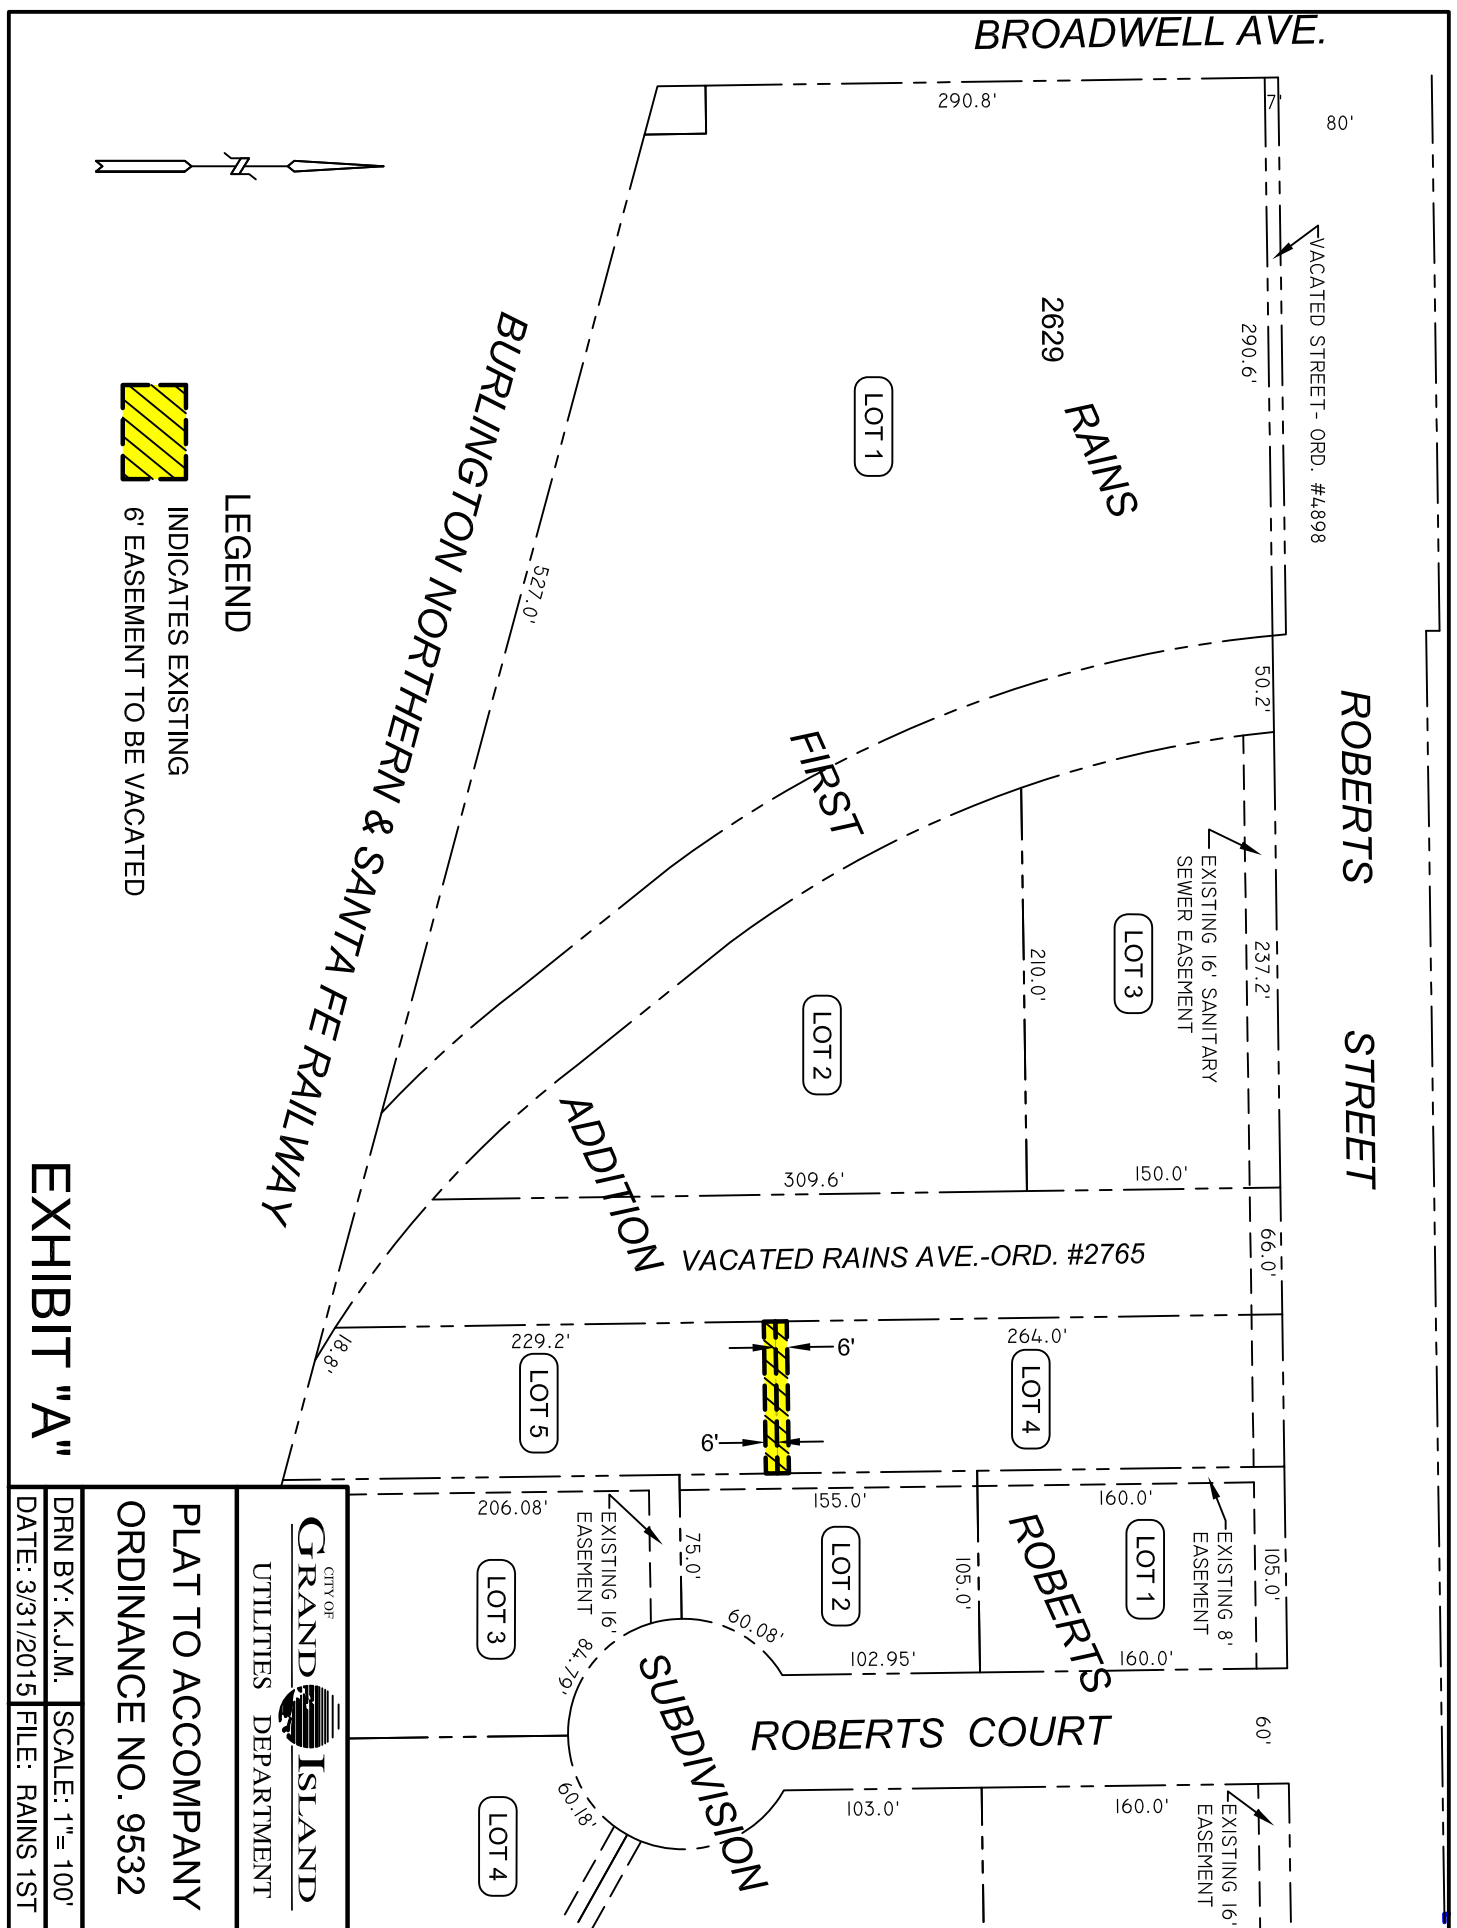 BROADWELL AVE.
290.8'
7'
80'
VACATED STREET- ORD. #4898
290.6'
2629
RAINS
LOT 1
BURLINGTON NORTHERN & SANTA FE RAILWAY
527.0'
LEGEND
INDICATES EXISTING
6' EASEMENT TO BE VACATED
ROBERTS STREET
50.2'
FIRST
EXISTING 16' SANITARY
SEWER EASEMENT
237.2'
LOT 3
210.0'
LOT 2
ADDITION
309.6'
150.0'
66.0'
VACATED RAINS AVE.-ORD. #2765
18.8'
229.2'
264.0'
6'
6'
LOT 5
LOT 4
206.08'
155.0'
160.0'
EXISTING 16'
EASEMENT
75.0'
LOT 2
105.0'
ROBERTS
LOT 1
EXISTING 8'
EASEMENT
105.0'
LOT 3
60.08'
84.79'
102.95'
160.0'
SUBDIVISION
ROBERTS COURT
60'
60.18'
103.0'
160.0'
LOT 4
EXISTING 16'
EASEMENT
EXHIBIT "A"
CITY OF
GRAND ISLAND
UTILITIES DEPARTMENT
PLAT TO ACCOMPANY
ORDINANCE NO. 9532
DRN BY: K.J.M. SCALE: 1"= 100'
DATE: 3/31/2015 FILE: RAINS 1ST